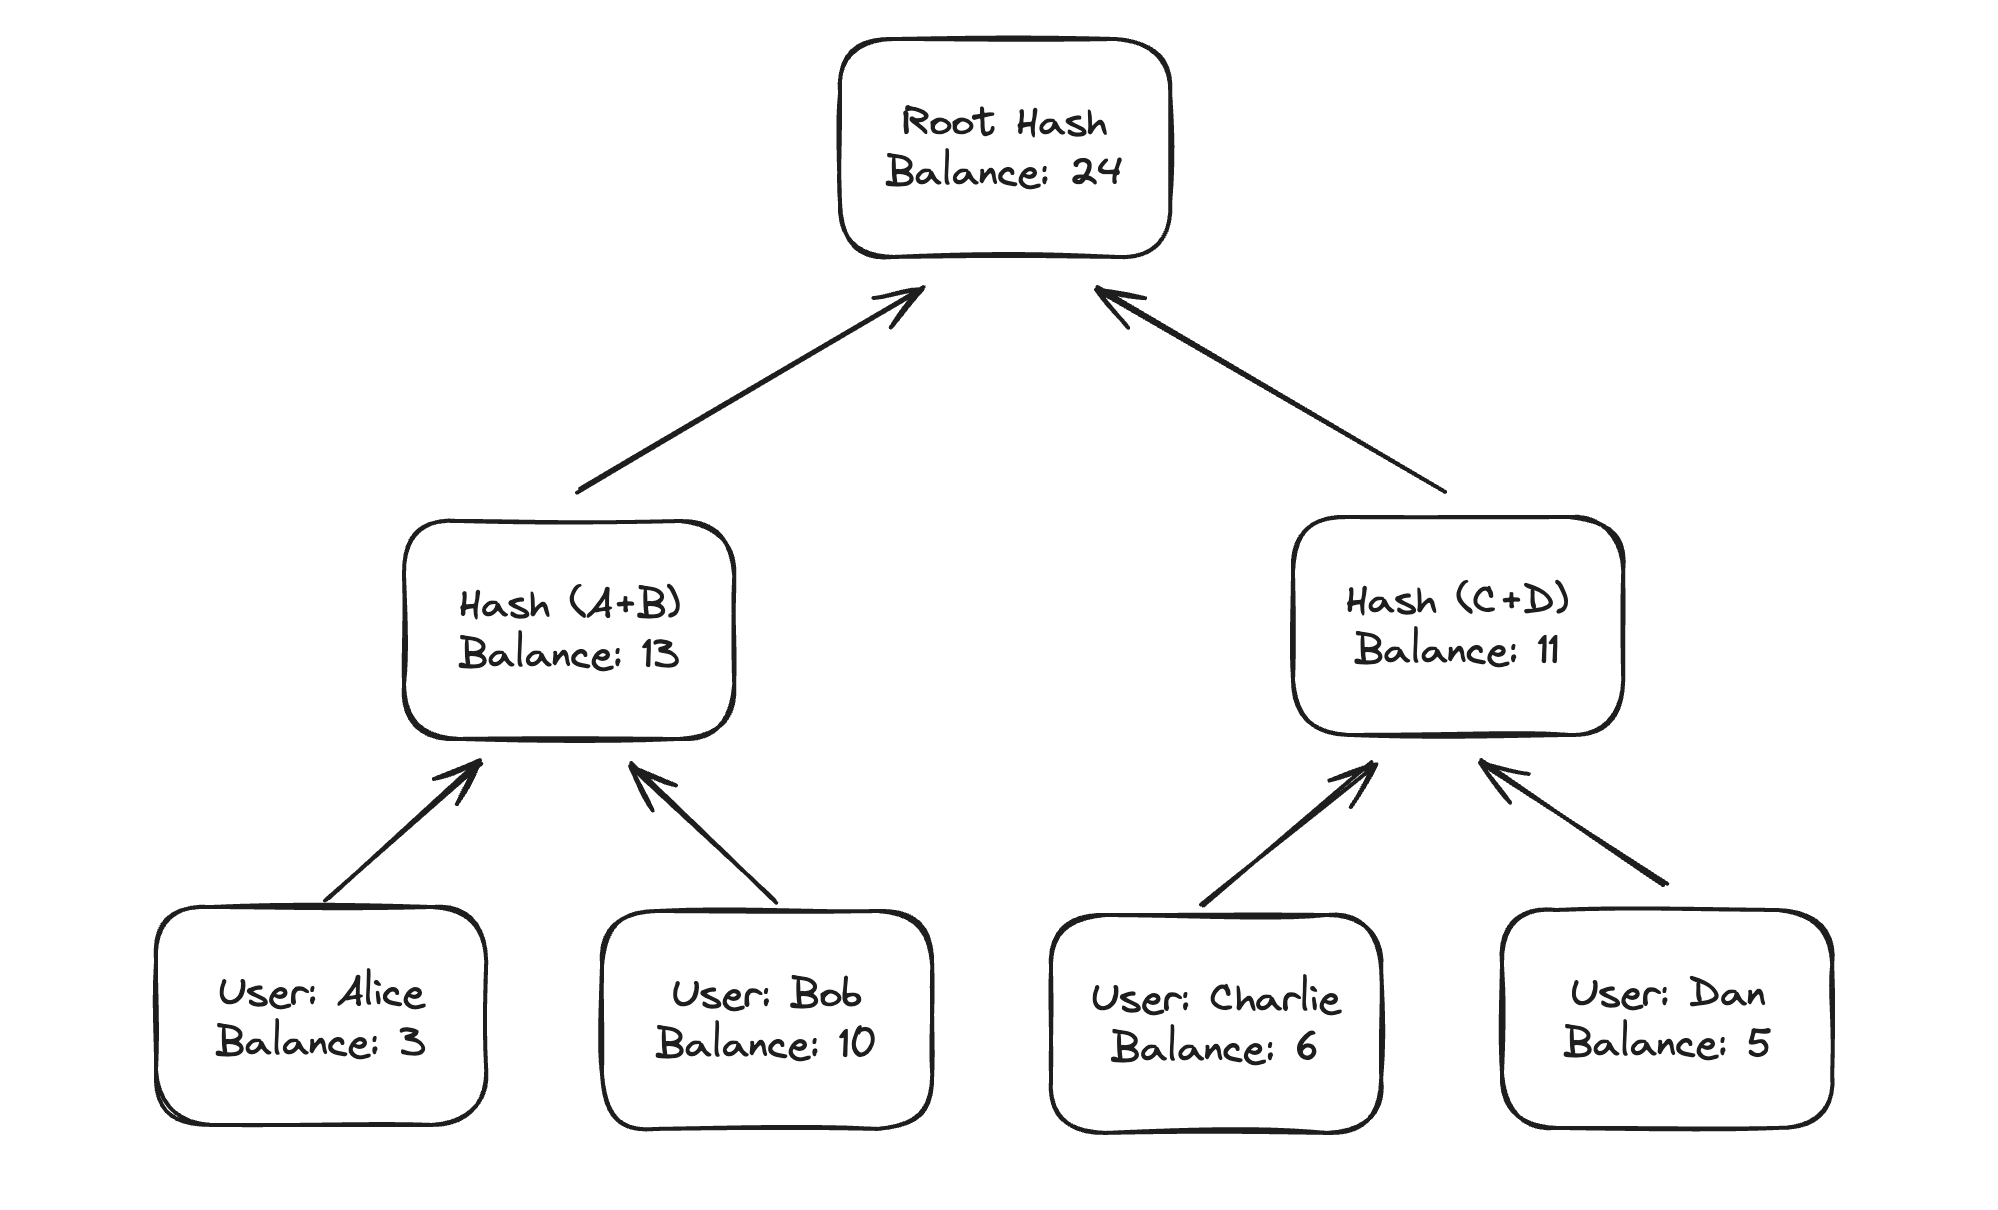 Root Hash
Balance: 24
Hash (A+B)
Balance: 13
Hash (C+D)
Balance: 11
User: Alice
Balance: 3
User: Bob
Balance: 10
User: Charlie
Balance: 6
User: Dan
Balance: 5